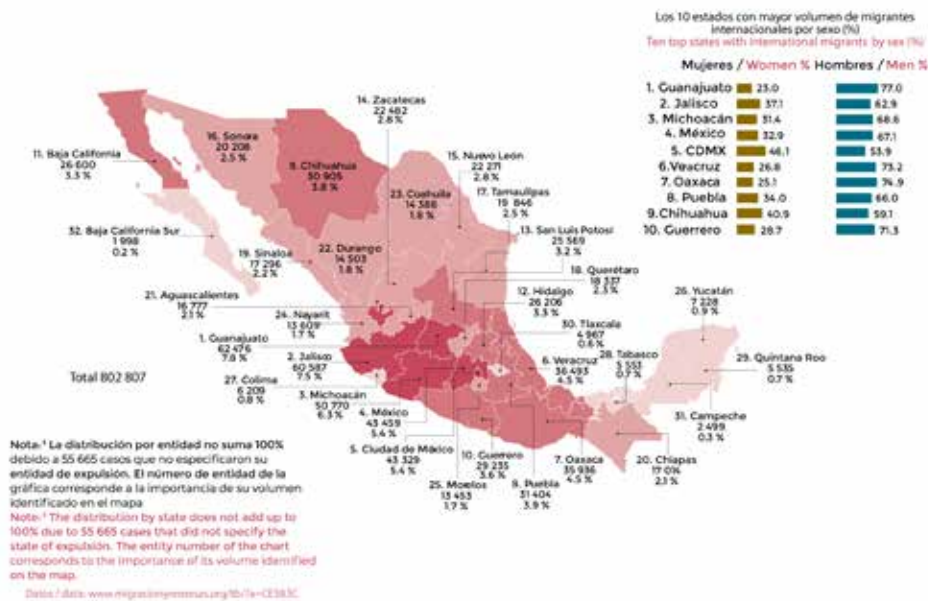 Los 10 estados con mayor volumen de migrantes
internacionales por sexo (%)
Ten top states with international migrants by sex (%)
Mujeres / Women % Hombres / Men %
1. Guanajuato 23.0 77.0
2. Jalisco 37.1 62.9
3. Michoacán 31.4 68.6
4. México 32.9 67.1
5. CDMX 46.1 53.9
6.Veracruz 26.8 73.2
7. Oaxaca 25.1 74.9
8. Puebla 34.0 66.0
9.Chihuahua 40.9 59.1
10. Guerrero 28.7 71.3
14. Zacatecas
22 482
2.8 %
16. Sonora
20 208
2.5 %
11. Baja California
26 600
3.3 %
9. Chihuahua
30 905
3.8 %
15. Nuevo León
22 271
2.8 %
23. Coahuila
14 388
1.8 %
17. Tamaulipas
19 846
2.5 %
32. Baja California Sur
1 998
0.2 %
13. San Luis Potosí
25 569
3.2 %
19. Sinaloa
17 296
2.2 %
22. Durango
14 503
1.8 %
18. Querétaro
18 337
2.3 %
21. Aguascalientes
16 777
2.1 %
12. Hidalgo
26 206
3.3 %
26. Yucatán
7 228
0.9 %
24. Nayarit
13 609
1.7 %
30. Tlaxcala
4 967
0.6 %
1. Guanajuato
62 476
7.8 %
28. Tabasco
5 553
0.7 %
2. Jalisco
60 587
7.5 %
6. Veracruz
36 493
4.5 %
29. Quintana Roo
5 535
0.7 %
Total 802 807
27. Colima
6 209
0.8 %
3. Michoacán
50 770
6.3 %
31. Campeche
2 499
0.3 %
4. México
43 459
5.4 %
5. Ciudad de México
43 329
5.4 %
10. Guerrero
29 235
3.6 %
7. Oaxaca
35 936
4.5 %
20. Chiapas
17 014
2.1 %
25. Morelos
13 453
1.7 %
8. Puebla
31 404
3.9 %
Nota:¹ La distribución por entidad no suma 100%
debido a 55 665 casos que no especificaron su
entidad de expulsión. El número de entidad de la
gráfica corresponde a la importancia de su volumen
identificado en el mapa
Note:¹ The distribution by state does not add up to
100% due to 55 665 cases that did not specify the
state of expulsión. The entity number of the chart
corresponds to the importance of its volume identified
on the map.
Datos / data: